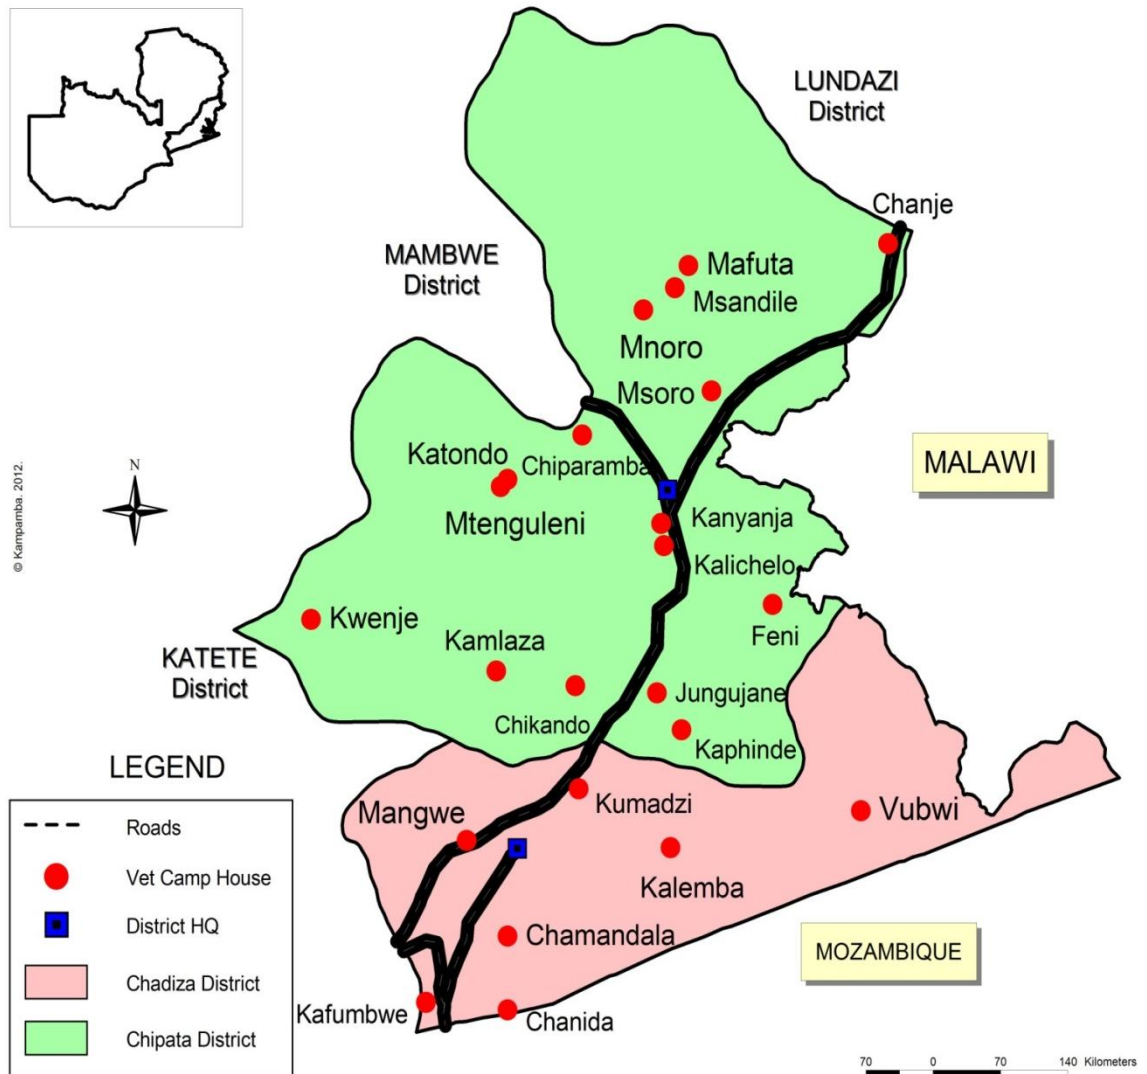 LUNDAZI
District
Chanje
MAMBWE
District
Mafuta
Msandile
Mnoro
Msoro
Katondo
Chiparamba
MALAWI
N
Mtenguleni
Kanyanja
© Kampamba. 2012.
Kalichelo
Kwenje
Feni
KATETE
District
Kamlaza
Jungujane
Chikando
Kaphinde
LEGEND
Mangwe
Kumadzi
Vubwi
Roads
Vet Camp House
Kalemba
District HQ
Chamandala
MOZAMBIQUE
Chadiza District
Kafumbwe
Chanida
Chipata District
70 0 70 140 Kilometers